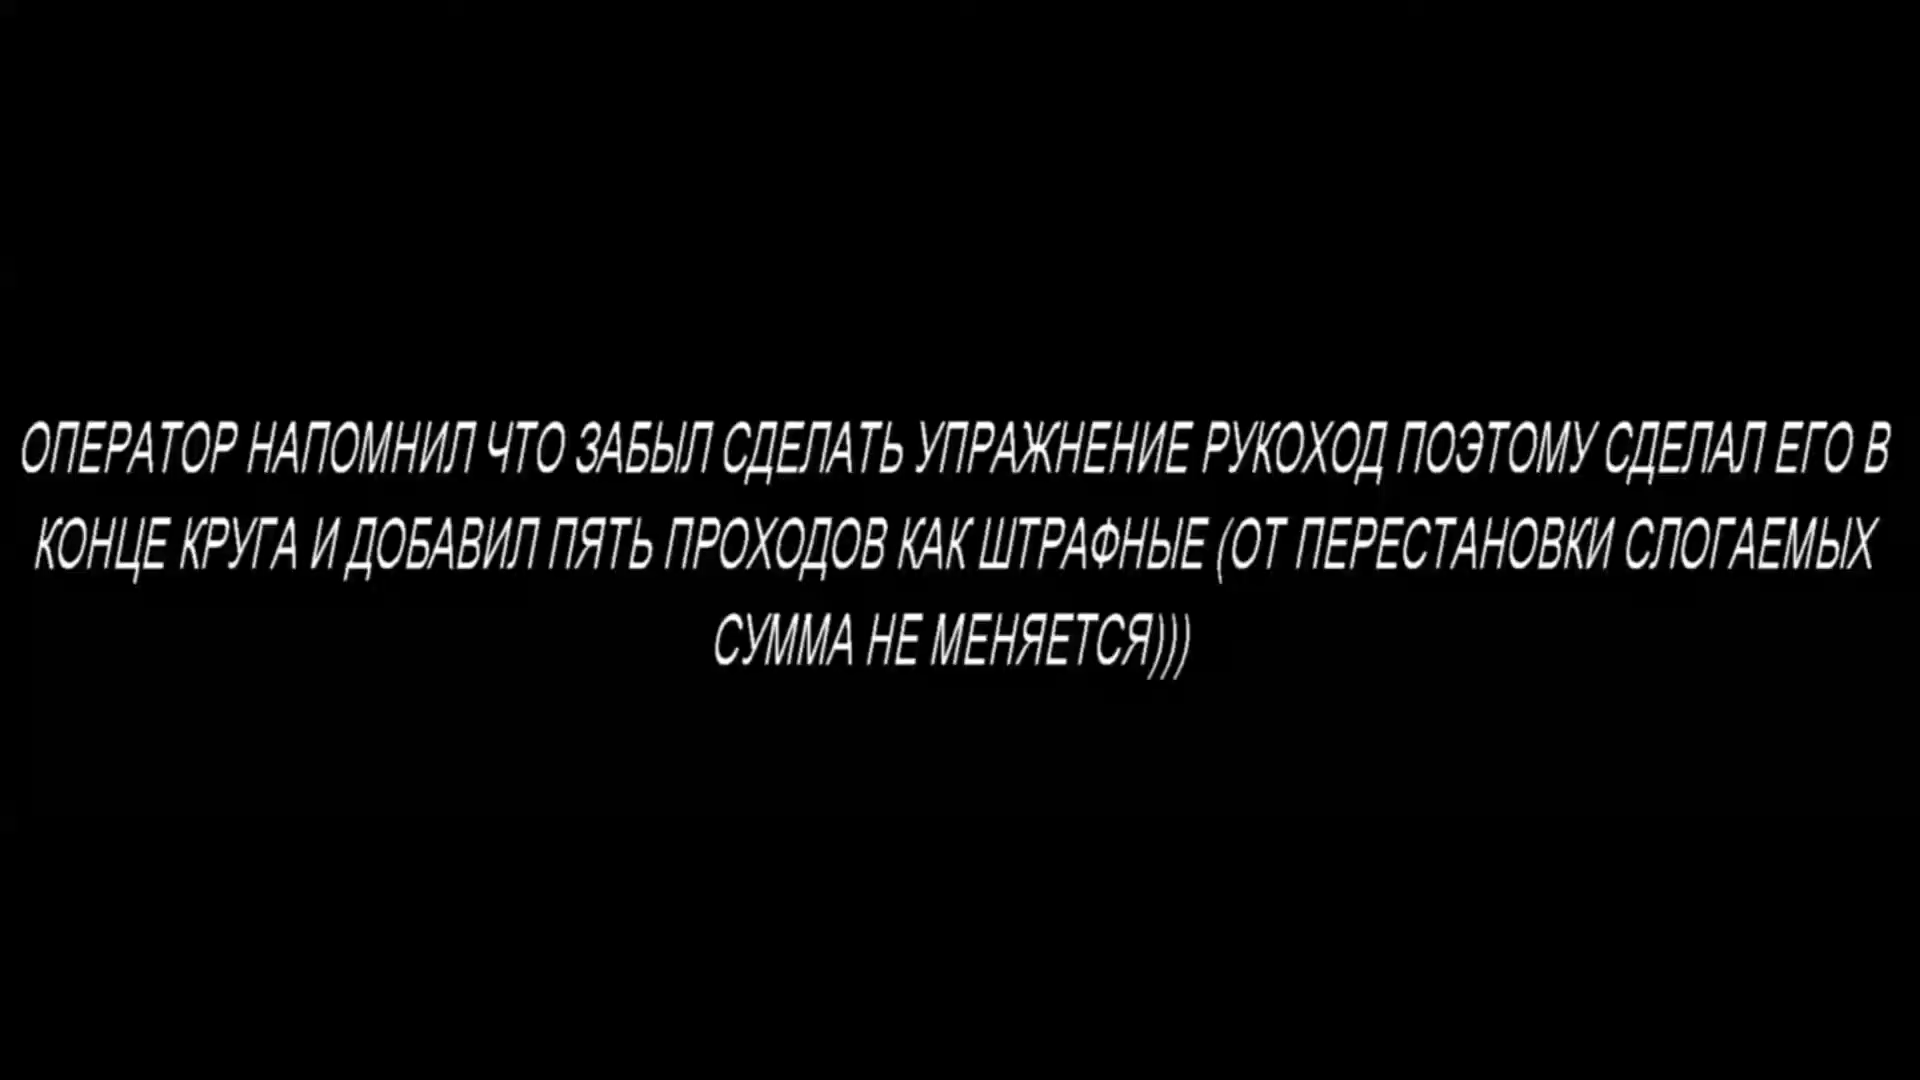 ОПЕРАТОР НАПОМНИЛ ЧТО ЗАБЫЛ СДЕЛАТЬ УПРАЖНЕНИЕ РУКОХОД ПОЭТОМУ СДЕЛАЛ ЕГО В
КОНЦЕ КРУГА И ДОБАВИЛ ПЯТЬ ПРОХОДОВ КАК ШТРАФНЫЕ (ОТ ПЕРЕСТАНОВКИ СЛОГАЕМЫХ
СУММА НЕ МЕНЯЕТСЯ)))